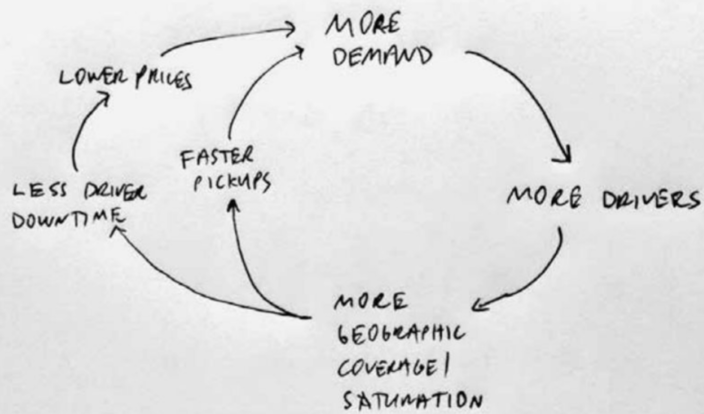 MORE
DEMAND
LOWER PRICES
FASTER
PICKUPS
LESS DRIVER
DOWNTIME
MORE DRIVERS
MORE
GEOGRAPHIC
COVERAGE/
SATURATION